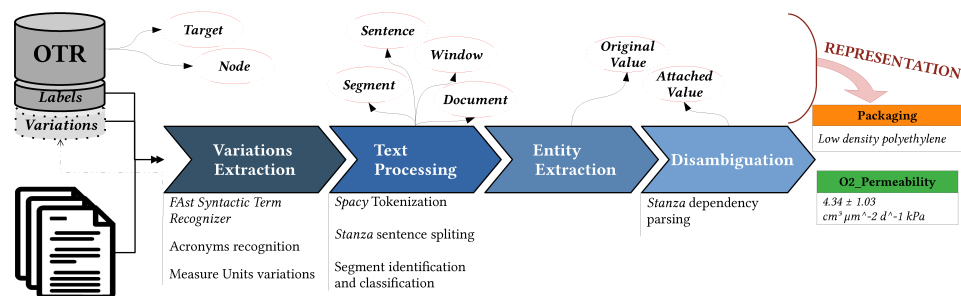 OTR
Labels
Variations
Target
Node
Sentence
Window
Segment
Document
Original
Value
Attached
Value
REPRESENTATION
Variations
Extraction
Text
Processing
Entity
Extraction
Disambiguation
FAst Syntactic Term
Recognizer
Acronyms recognition
Measure Units variations
Spacy Tokenization
Stanza sentence spliting
Segment identification
and classification
Stanza dependency
parsing
Packaging
Low density polyethylene
O2_Permeability
4.34 ± 1.03
cm³ µm^-2 d^-1 kPa